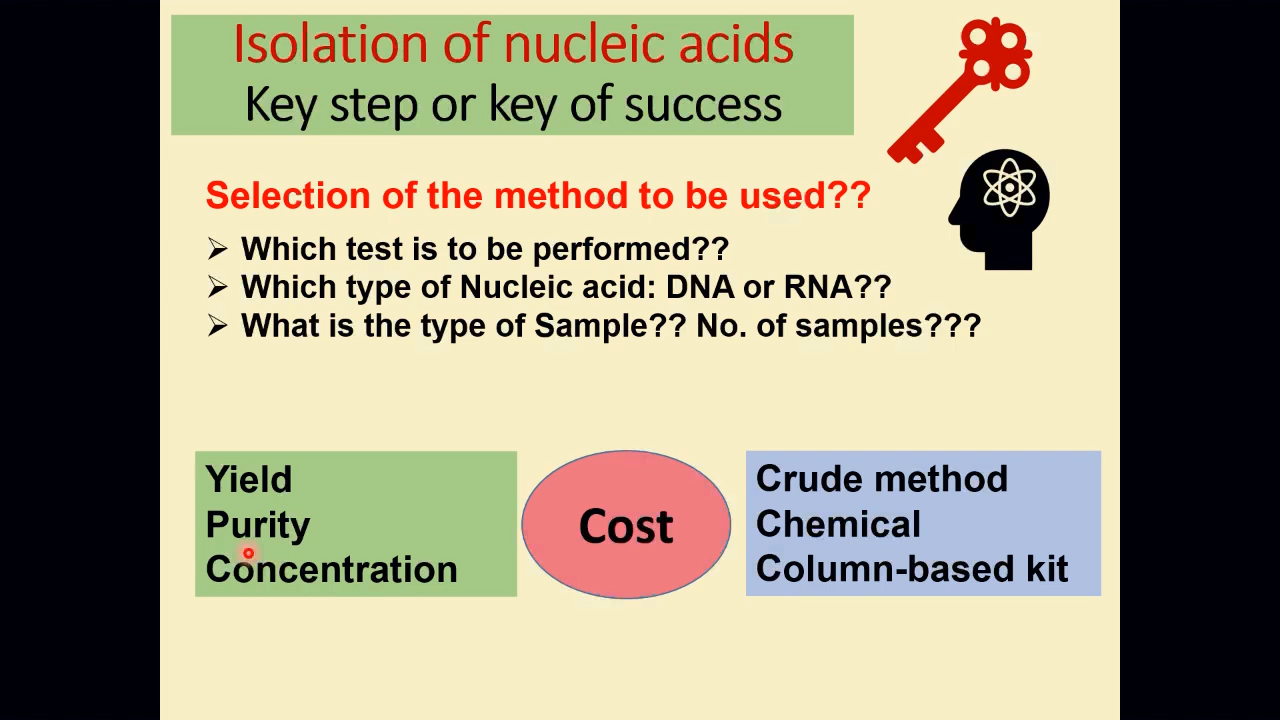 Isolation of nucleic acids
Key step or key of success
Selection of the method to be used??
➢ Which test is to be performed??
➢ Which type of Nucleic acid: DNA or RNA??
➢ What is the type of Sample?? No. of samples???
Yield
Purity
Concentration
Cost
Crude method
Chemical
Column-based kit